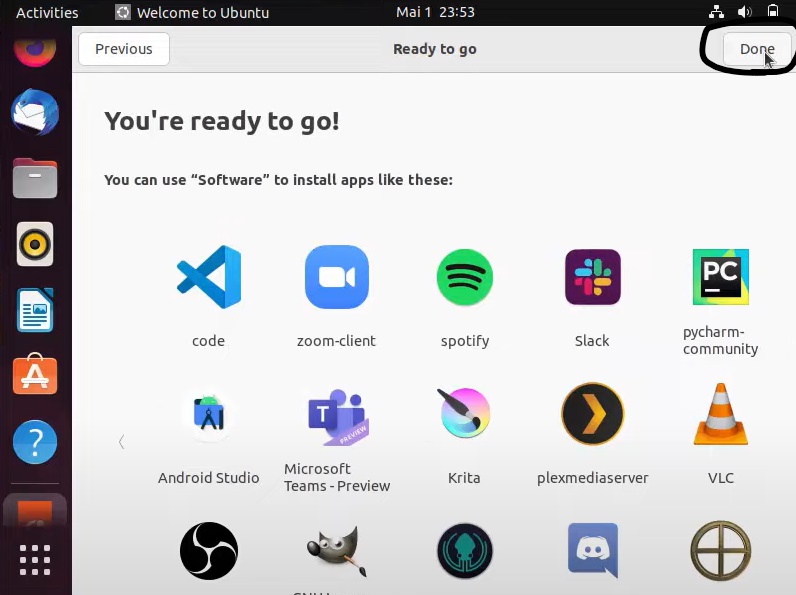 Activities
Welcome to Ubuntu
Mai 1 23:53
Previous
Ready to go
Done
You're ready to go!
You can use “Software” to install apps like these:
code
zoom-client
spotify
Slack
PC
pycharm-
community
T
PREVIEW
Android Studio
Microsoft
Teams - Preview
Krita
plexmediaserver
VLC